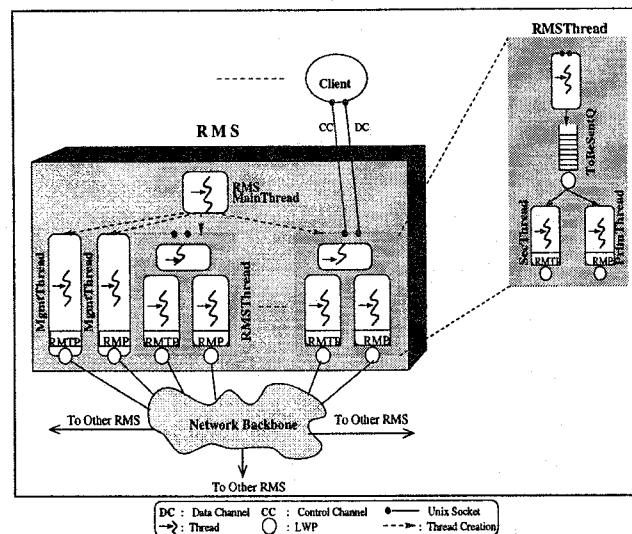 RMSThread
Client
CC
DC
RMS
ToBeSentQ
RMS
MainThread
SevThread
PrimThread
RMTP
RMP
MgmtThread
MgmtThread
RMSThread
RMTP
RMP
RMTP
RMP
RMTP
RMP
Network Backbone
To Other RMS
To Other RMS
To Other RMS
DC : Data Channel
CC : Control Channel
: Unix Socket
: Thread
: LWP
: Thread Creation